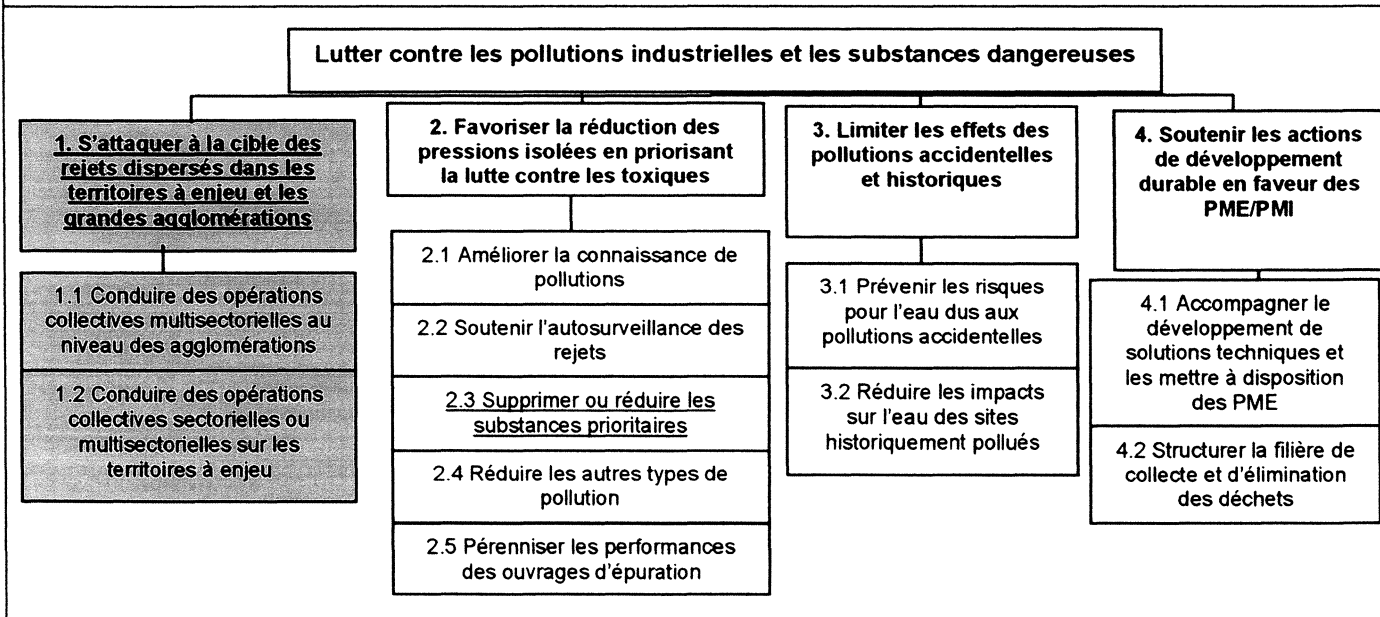 Lutter contre les pollutions industrielles et les substances dangereuses
1. S'attaquer à la cible des
rejets dispersés dans les
territoires à enjeu et les
grandes agglomérations
1.1 Conduire des opérations
collectives multisectorielles au
niveau des agglomérations
1.2 Conduire des opérations
collectives sectorielles ou
multisectorielles sur les
territoires à enjeu
2. Favoriser la réduction des
pressions isolées en priorisant
la lutte contre les toxiques
2.1 Améliorer la connaissance de
pollutions
2.2 Soutenir l'autosurveillance des
rejets
2.3 Supprimer ou réduire les
substances prioritaires
2.4 Réduire les autres types de
pollution
2.5 Pérenniser les performances
des ouvrages d'épuration
3. Limiter les effets des
pollutions accidentelles
et historiques
3.1 Prévenir les risques
pour l'eau dus aux
pollutions accidentelles
3.2 Réduire les impacts
sur l'eau des sites
historiquement pollués
4. Soutenir les actions
de développement
durable en faveur des
PME/PMI
4.1 Accompagner le
développement de
solutions techniques et
les mettre à disposition
des PME
4.2 Structurer la filière de
collecte et d'élimination
des déchets